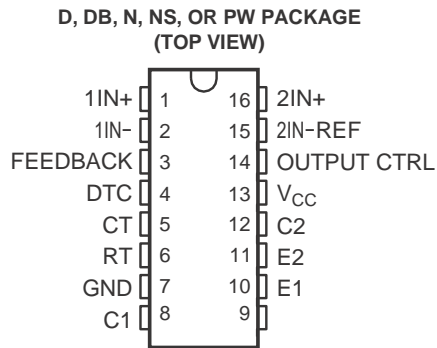 D, DB, N, NS, OR PW PACKAGE
(TOP VIEW)
1IN+ 1 16 2IN+
1IN- 2 15 2IN-REF
FEEDBACK 3 14 OUTPUT CTRL
DTC 4 13 VCC
CT 5 12 C2
RT 6 11 E2
GND 7 10 E1
C1 8 9